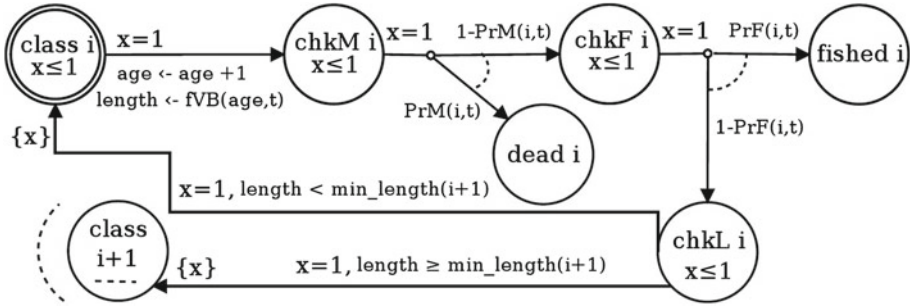 class i
x≤1
x=1
age ‹- age +1
length ‹- fVB(age,t)
chkM i
x≤1
x=1
1-PrM(i,t)
PrM(i,t)
dead i
chkF i
x≤1
x=1
PrF(i,t)
fished i
1-PrF(i,t)
{x}
x=1, length < min_length(i+1)
chkL i
x≤1
class
i+1
{x}
x=1, length ≥ min_length(i+1)